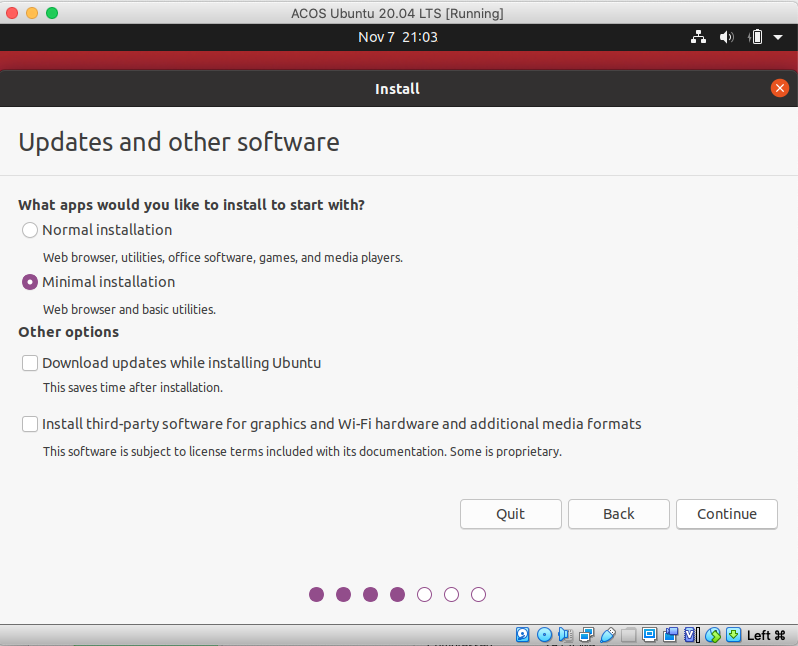 ACOS Ubuntu 20.04 LTS [Running]
Nov 7 21:03
Install
Updates and other software
What apps would you like to install to start with?
Normal installation
Web browser, utilities, office software, games, and media players.
Minimal installation
Web browser and basic utilities.
Other options
Download updates while installing Ubuntu
This saves time after installation.
Install third-party software for graphics and Wi-Fi hardware and additional media formats
This software is subject to license terms included with its documentation. Some is proprietary.
Quit Back Continue
Left ⌘